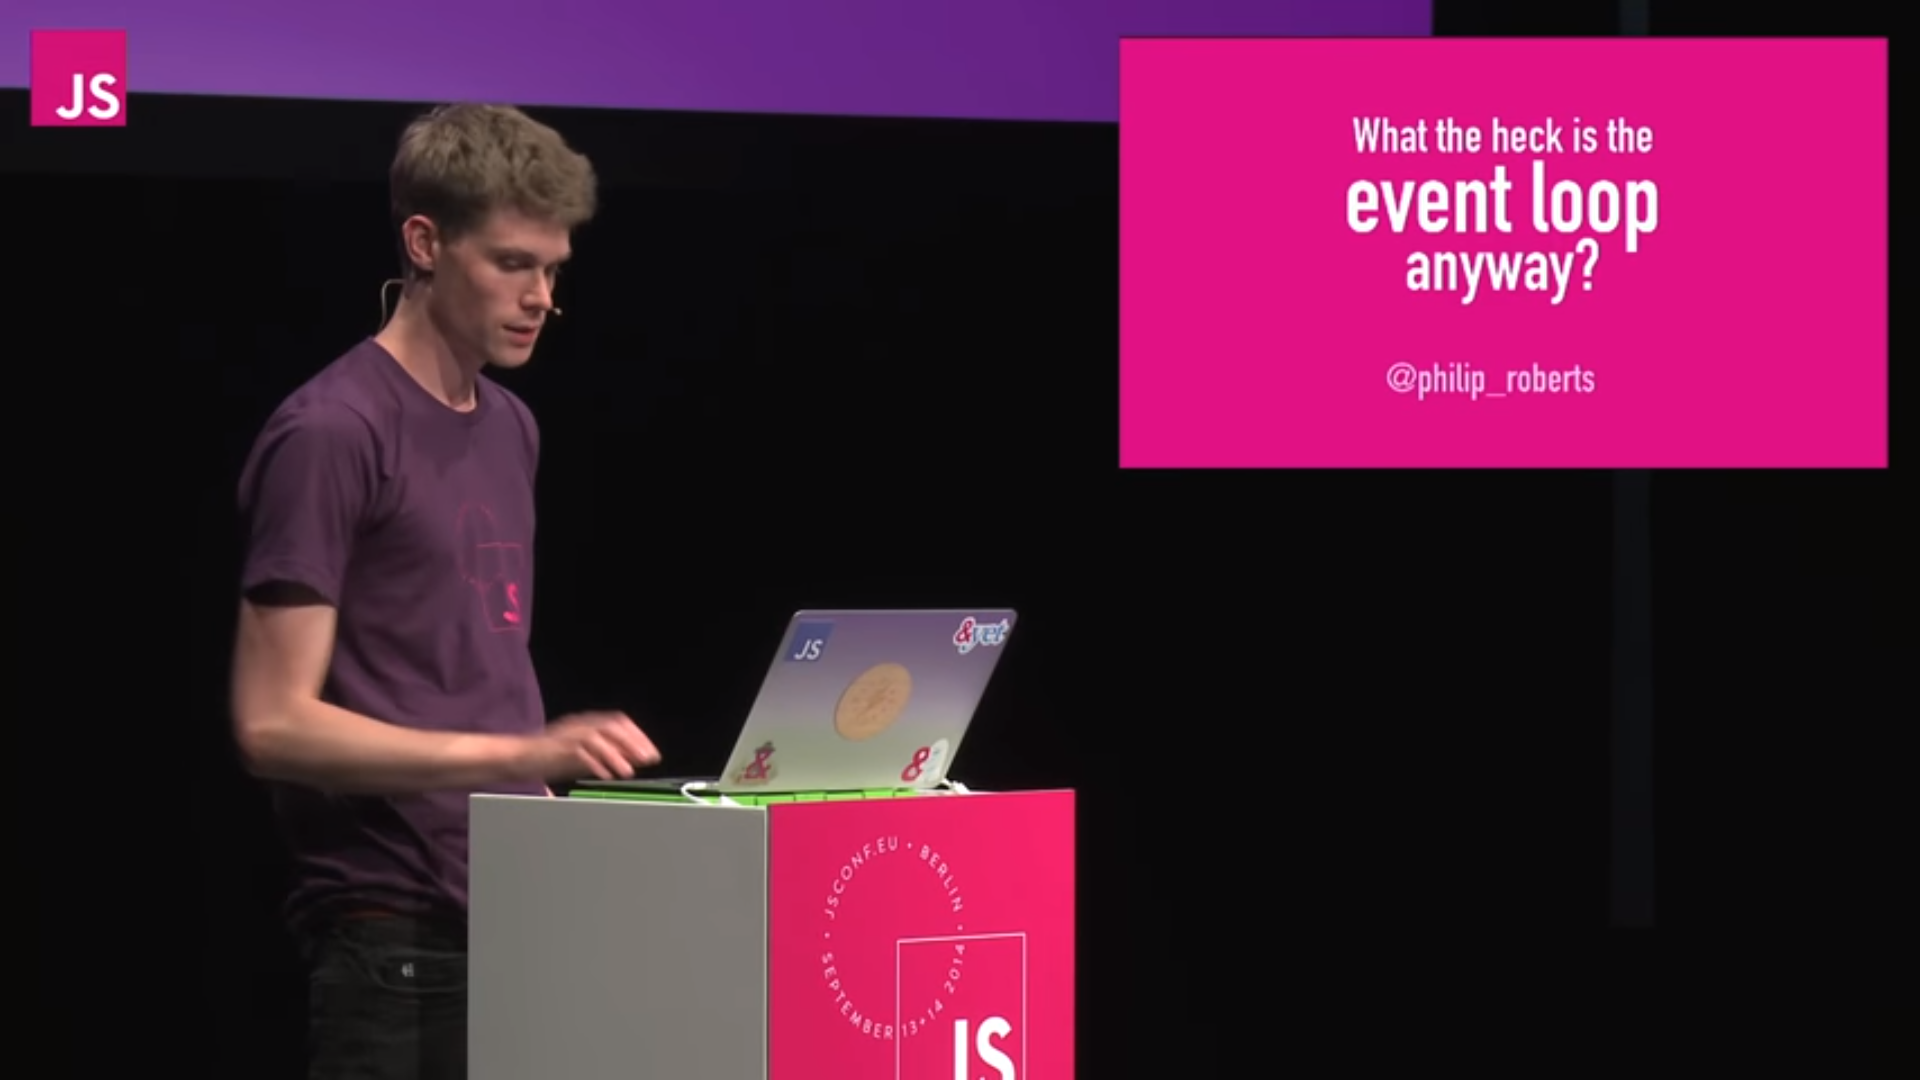 JS
What the heck is the
event loop
anyway?
@philip_roberts
JS
&yet
&
&
JSCONF.EU • BERLIN •
SEPTEMBER 13+14 2014
JS